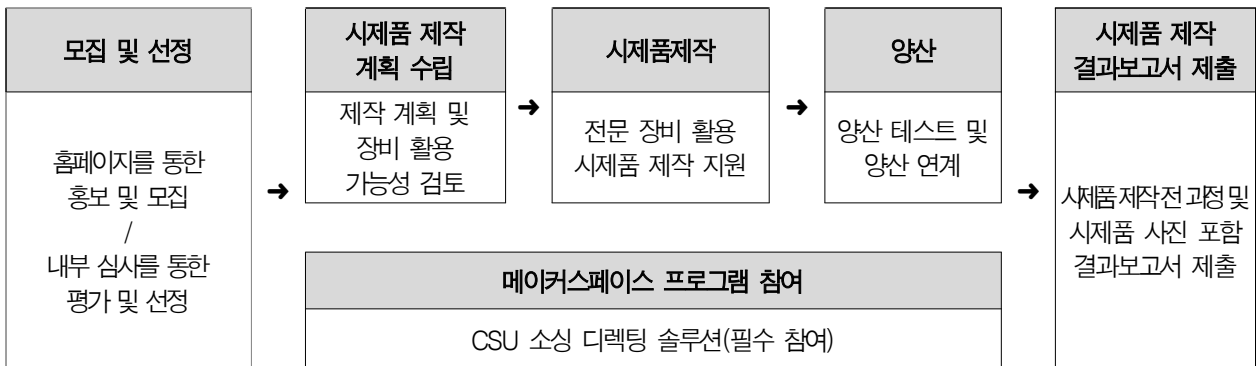 모집 및 선정
홈페이지를 통한
홍보 및 모집
/
내부 심사를 통한
평가 및 선정
➜
시제품 제작
계획 수립
제작 계획 및
장비 활용
가능성 검토
➜
시제품제작
전문 장비 활용
시제품 제작 지원
➜
양산
양산 테스트 및
양산 연계
메이커스페이스 프로그램 참여
CSU 소싱 디렉팅 솔루션(필수 참여)
➜
시제품 제작
결과보고서 제출
시제품 제작 전 과정 및
시제품 사진 포함
결과보고서 제출